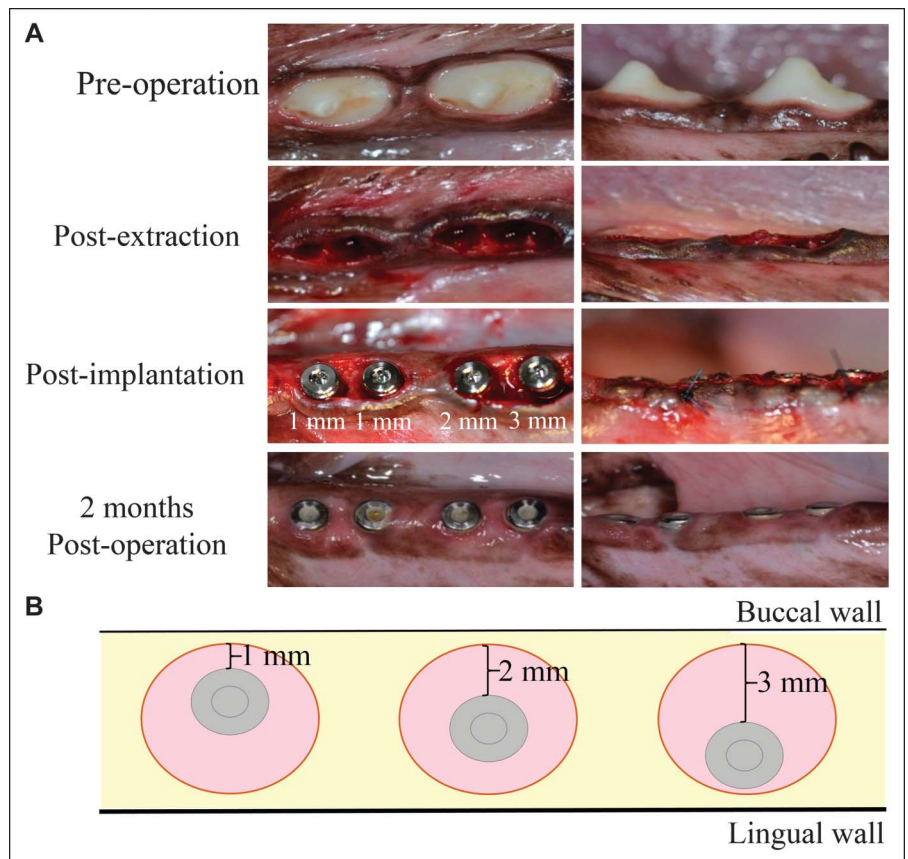 A
Pre-operation
Post-extraction
Post-implantation
1 mm 1 mm 2 mm 3 mm
2 months
Post-operation
B
Buccal wall
1 mm
2 mm
3 mm
Lingual wall